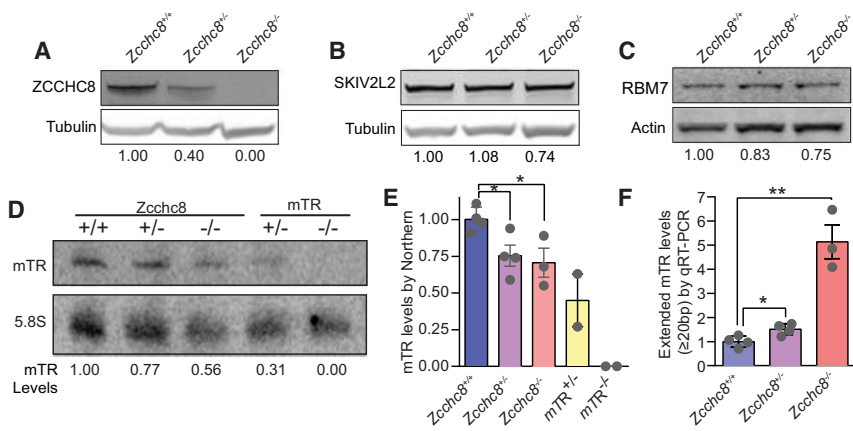 A
Zcchc8+/+
Zcchc8+/-
Zcchc8-/-
ZCCHC8
Tubulin
1.00 0.40 0.00
B
Zcchc8+/+
Zcchc8+/-
Zcchc8-/-
SKIV2L2
Tubulin
1.00 1.08 0.74
C
Zcchc8+/+
Zcchc8+/-
Zcchc8-/-
RBM7
Actin
1.00 0.83 0.75
D
Zcchc8 mTR
+/+ +/- -/- +/- -/-
mTR
5.8S
mTR 1.00 0.77 0.56 0.31 0.00
Levels
E
mTR levels by Northern
1.00
0.75
0.50
0.25
0.00
* *
Zcchc8+/+
Zcchc8+/-
Zcchc8-/-
mTR+/-
mTR-/-
F
Extended mTR levels
(≥20bp) by qRT-PCR
7
6
5
4
3
2
1
0
**
*
Zcchc8+/+
Zcchc8+/-
Zcchc8-/-